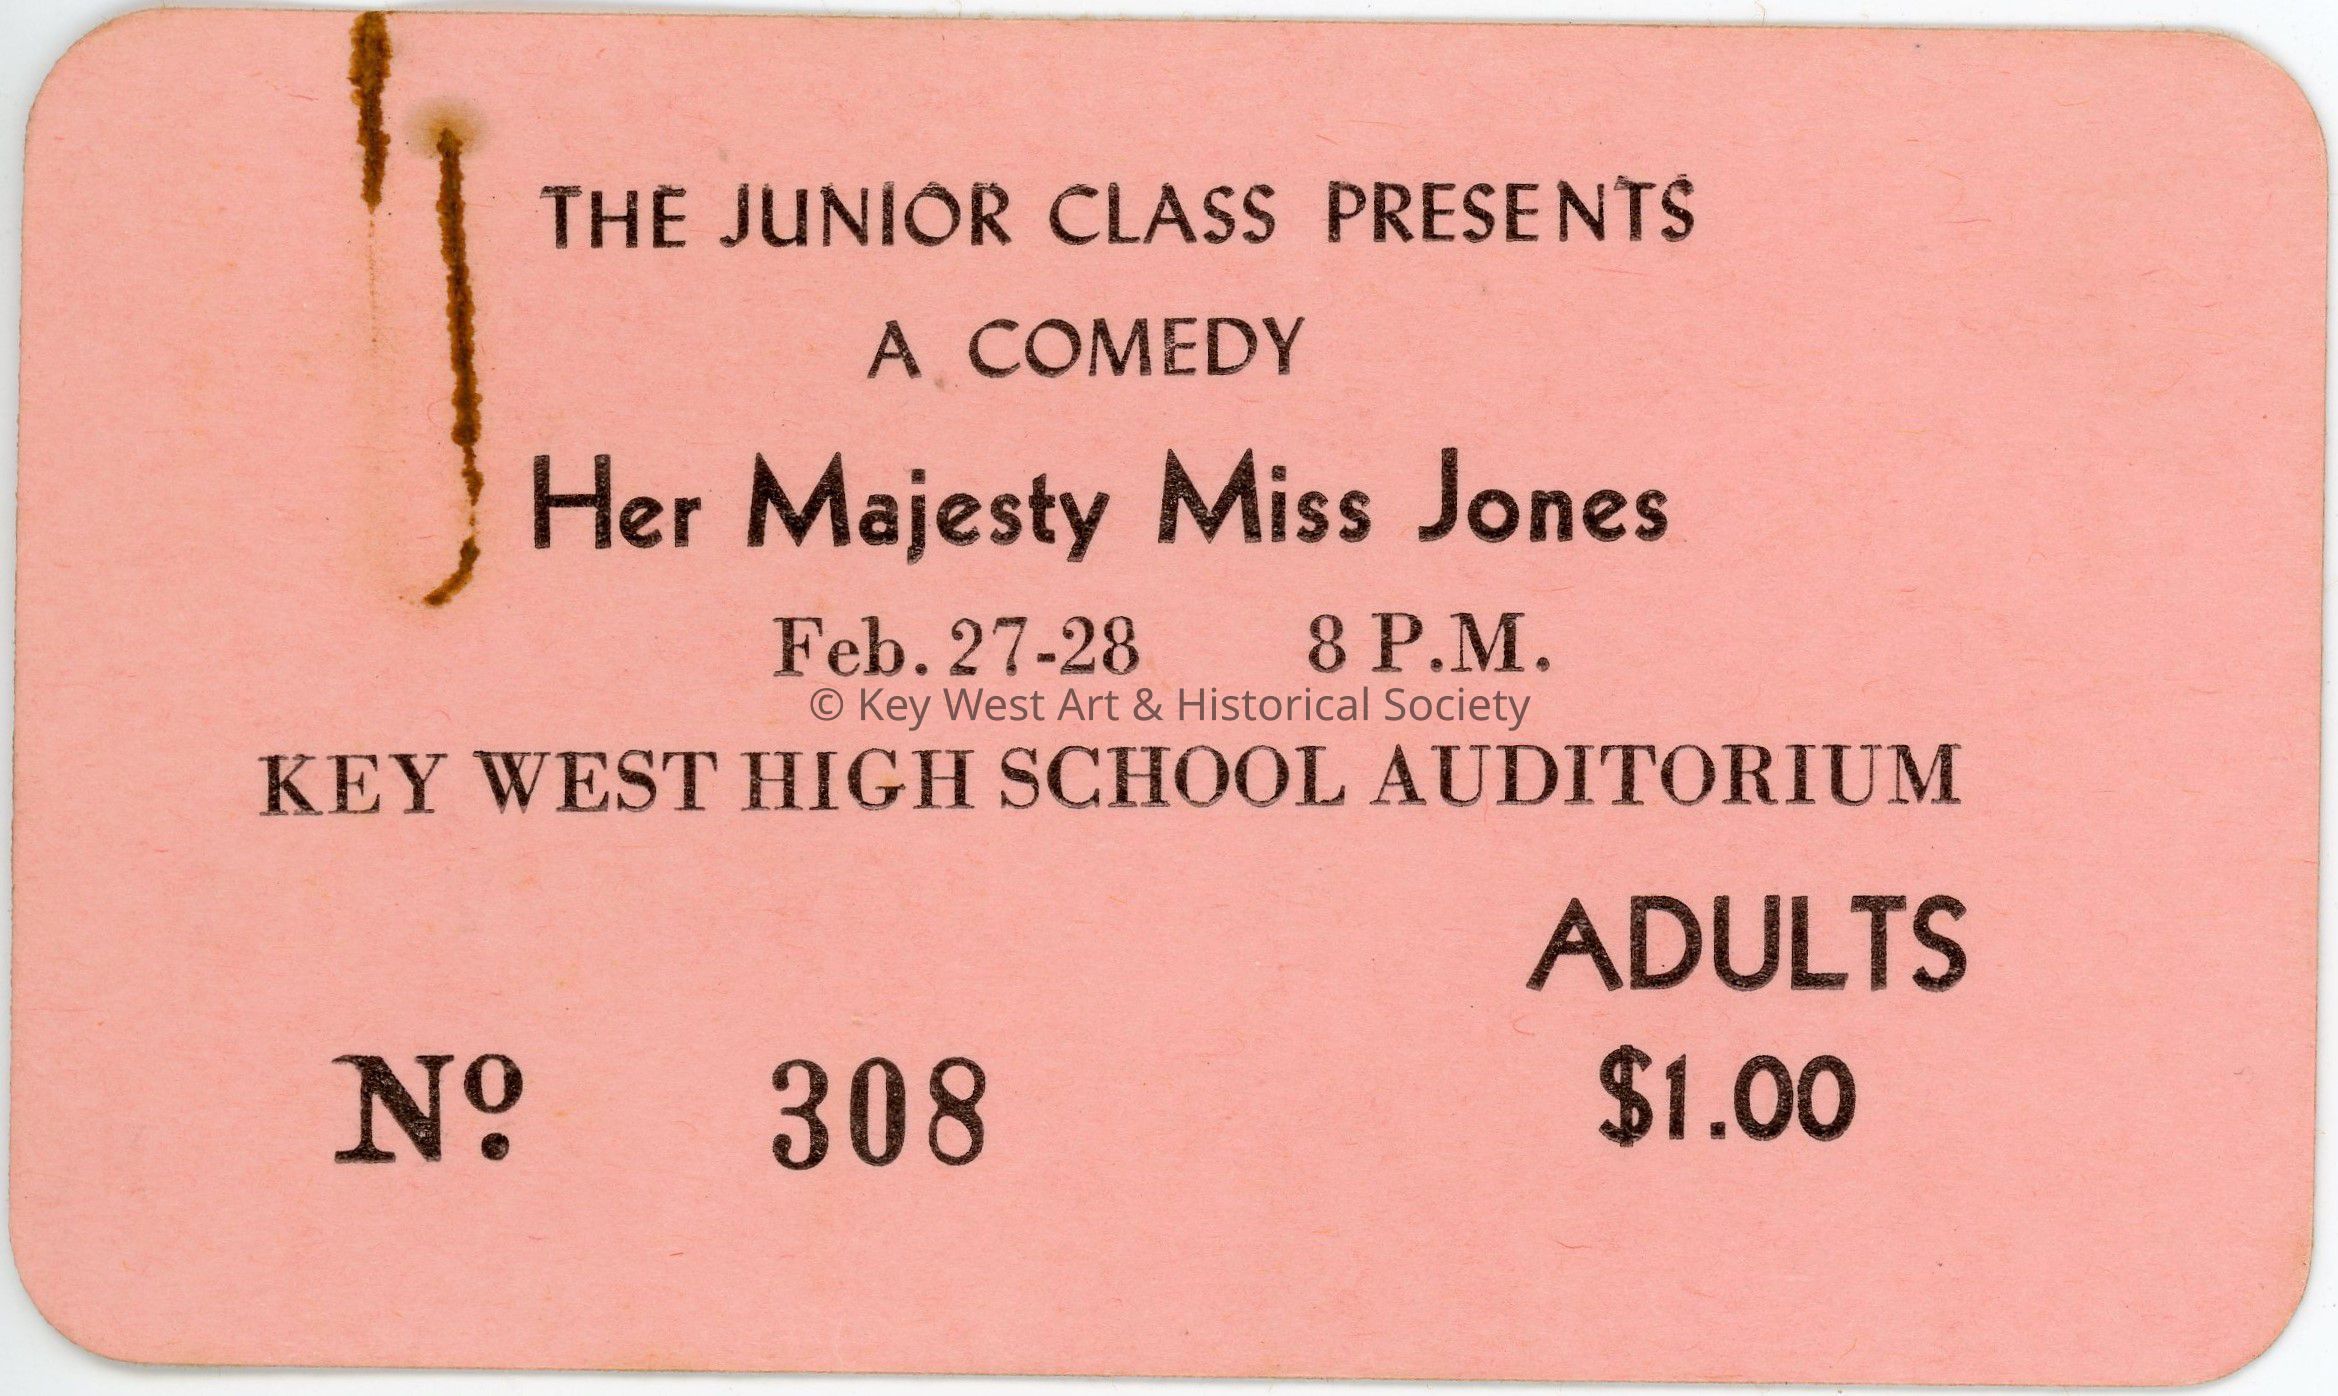 THE JUNIOR CLASS PRESENTS
A COMEDY
Her Majesty Miss Jones
Feb. 27-28 8 P.M.
© Key West Art & Historical Society
KEY WEST HIGH SCHOOL AUDITORIUM
ADULTS
No. 308 $1.00